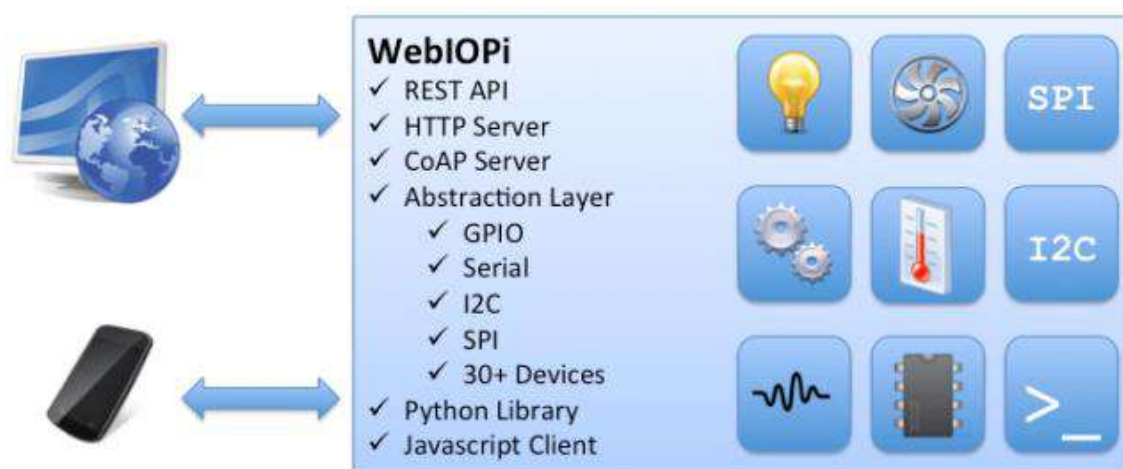 WebIOPi
✓ REST API
✓ HTTP Server
✓ CoAP Server
✓ Abstraction Layer
✓ GPIO
✓ Serial
✓ I2C
✓ SPI
✓ 30+ Devices
✓ Python Library
✓ Javascript Client
SPI
I2C
>_